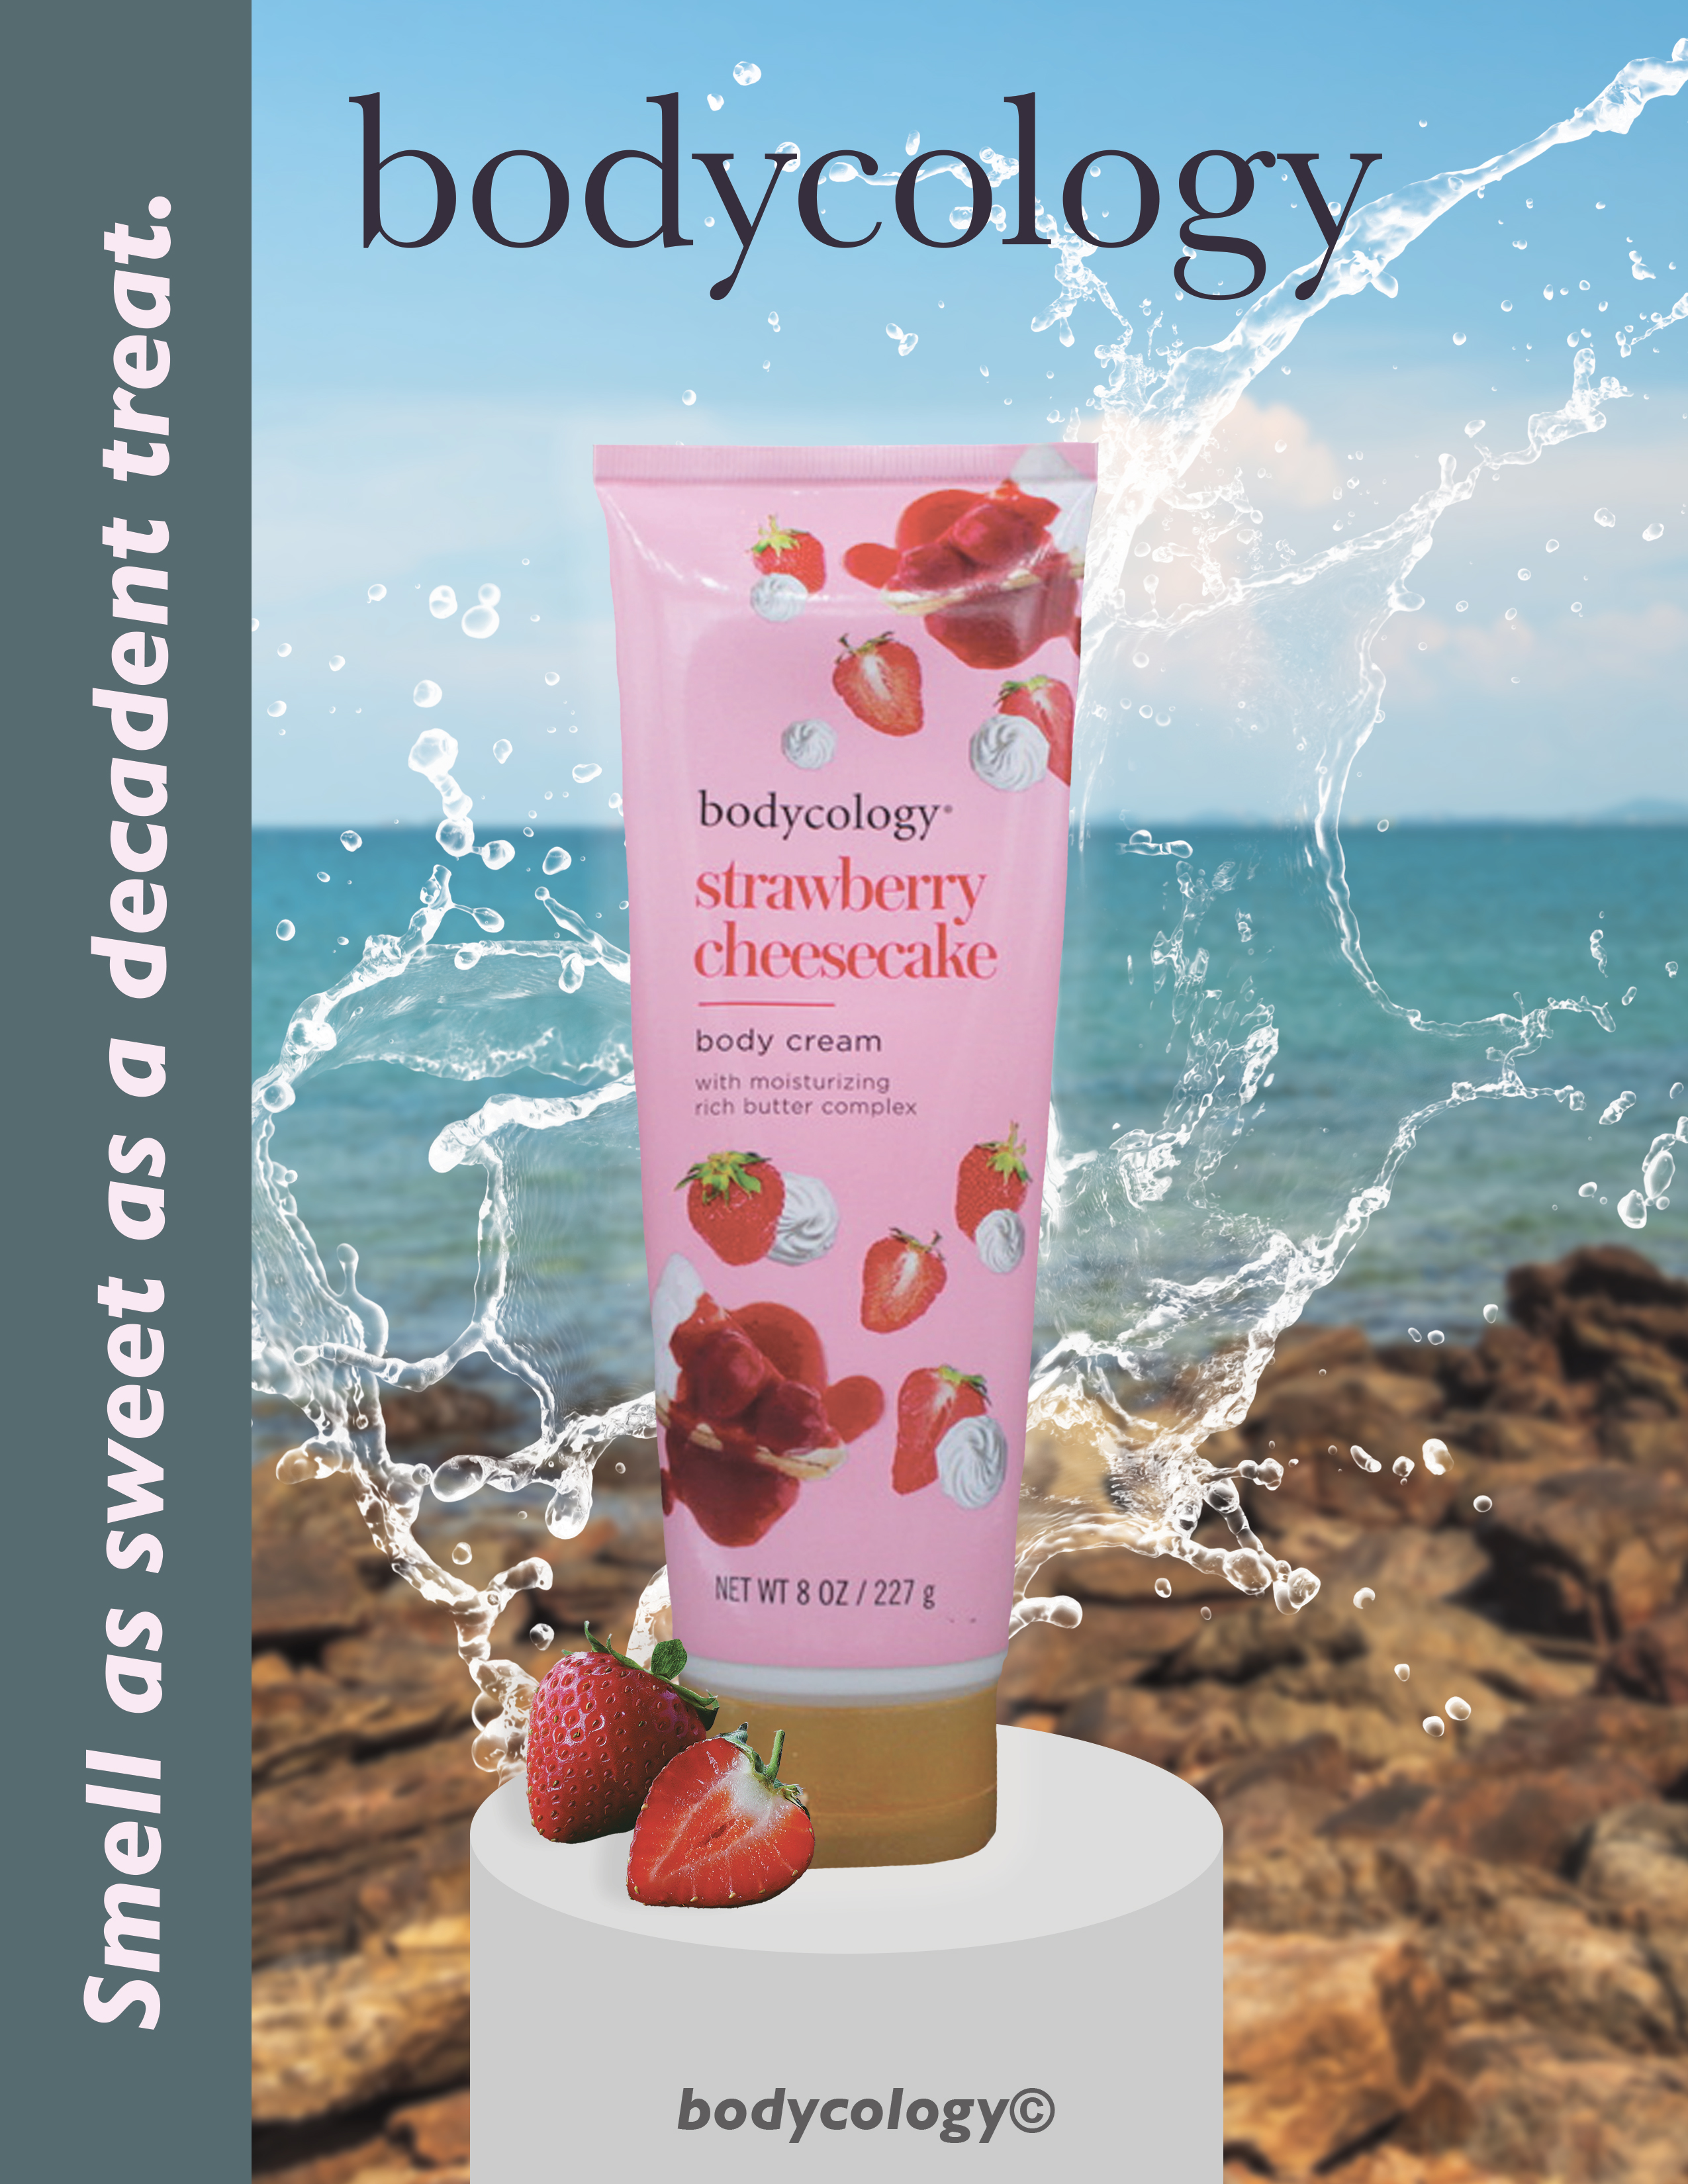 Smell as sweet as a decadent treat.
bodycology
bodycology®
strawberry
cheesecake
body cream
with moisturizing
rich butter complex
NET WT 8 OZ / 227 g
bodycology©